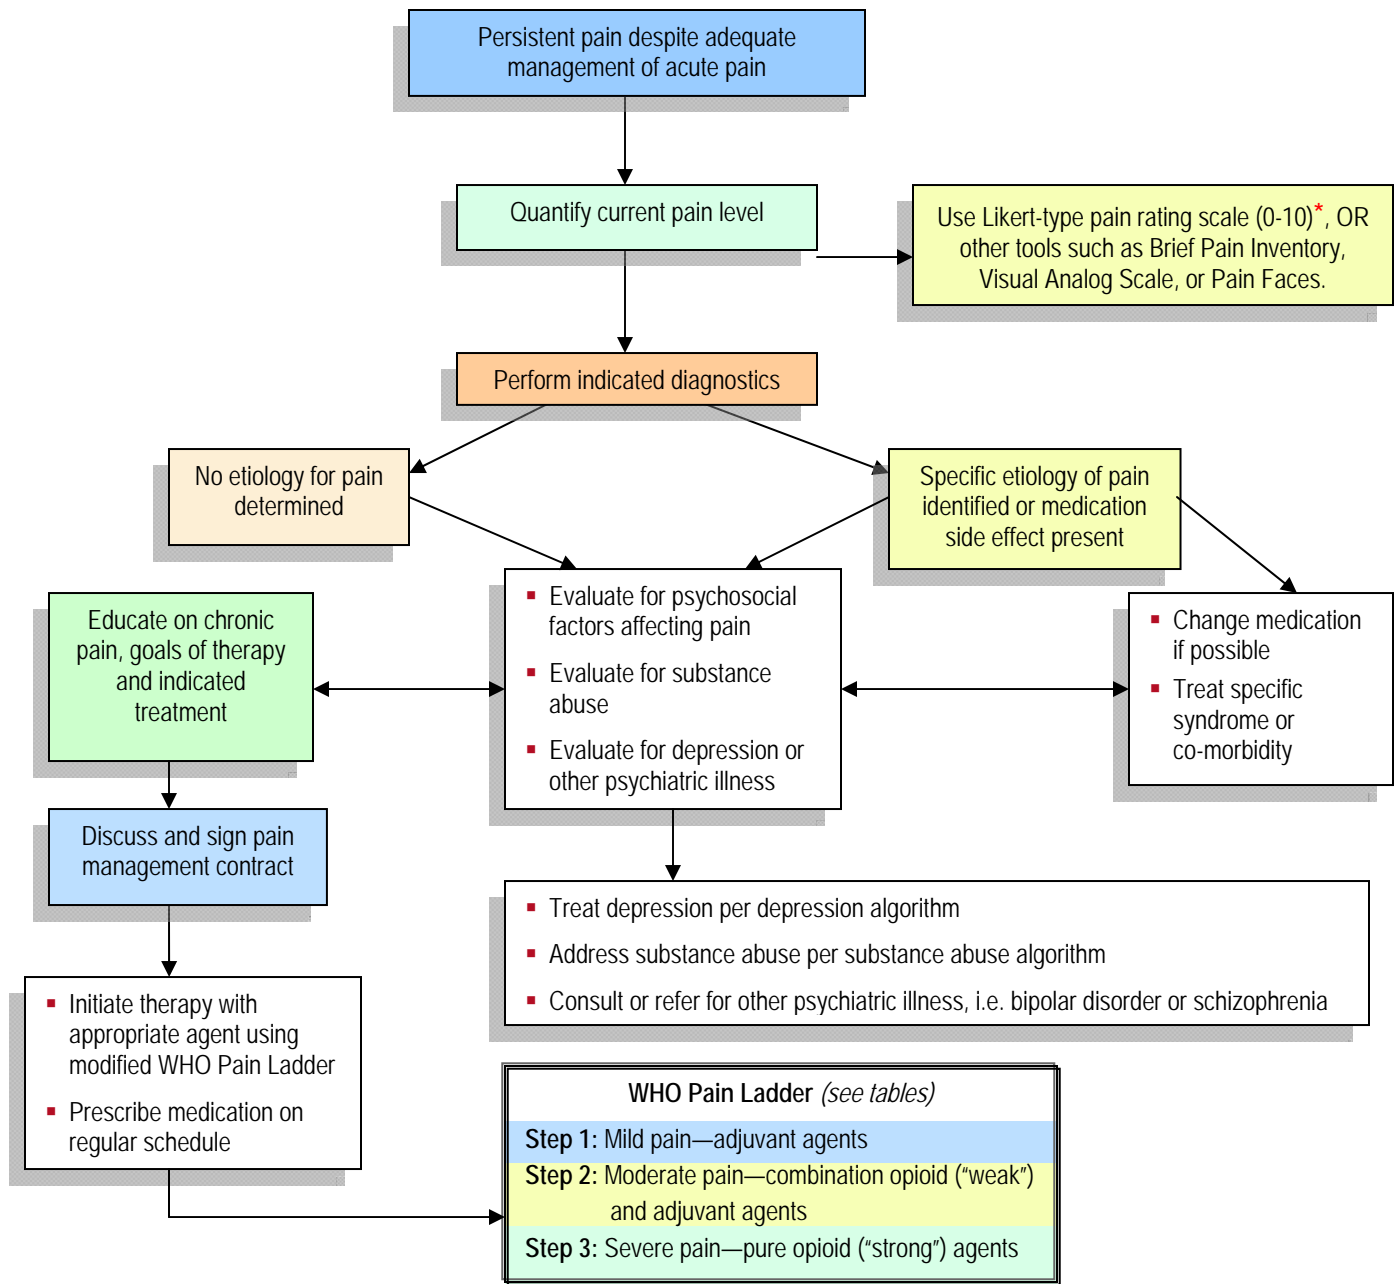 Persistent pain despite adequate
management of acute pain
Quantify current pain level
Use Likert-type pain rating scale (0-10)*, OR
other tools such as Brief Pain Inventory,
Visual Analog Scale, or Pain Faces.
Perform indicated diagnostics
No etiology for pain
determined
Specific etiology of pain
identified or medication
side effect present
Educate on chronic
pain, goals of therapy
and indicated
treatment
▪ Evaluate for psychosocial
factors affecting pain
▪ Evaluate for substance
abuse
▪ Evaluate for depression or
other psychiatric illness
▪ Change medication
if possible
▪ Treat specific
syndrome or
co-morbidity
Discuss and sign pain
management contract
▪ Treat depression per depression algorithm
▪ Address substance abuse per substance abuse algorithm
▪ Consult or refer for other psychiatric illness, i.e. bipolar disorder or schizophrenia
▪ Initiate therapy with
appropriate agent using
modified WHO Pain Ladder
▪ Prescribe medication on
regular schedule
WHO Pain Ladder (see tables)
Step 1: Mild pain—adjuvant agents
Step 2: Moderate pain—combination opioid (“weak”)
and adjuvant agents
Step 3: Severe pain—pure opioid (“strong”) agents